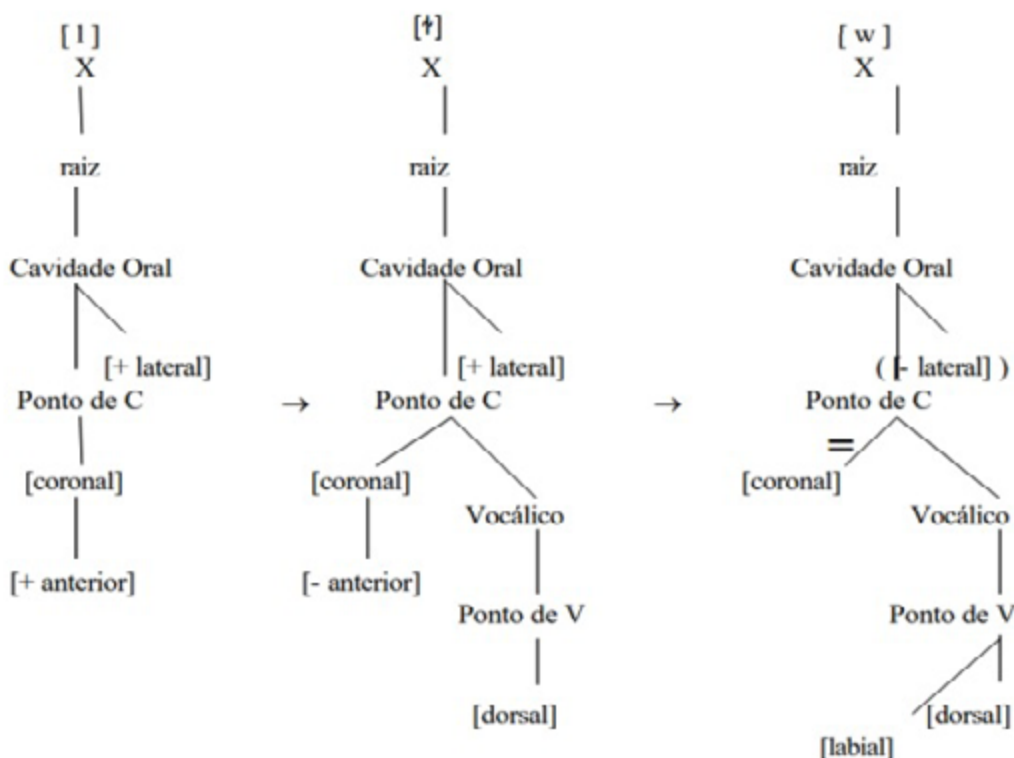 [ l ] [ɫ] [ w ]
X X X
raiz raiz raiz
Cavidade Oral Cavidade Oral Cavidade Oral
[+ lateral] [+ lateral] ( [- lateral] )
Ponto de C → Ponto de C → Ponto de C
=
[coronal] [coronal] [coronal]
Vocálico Vocálico
[+ anterior] [- anterior]
Ponto de V Ponto de V
[dorsal] [dorsal]
[labial]